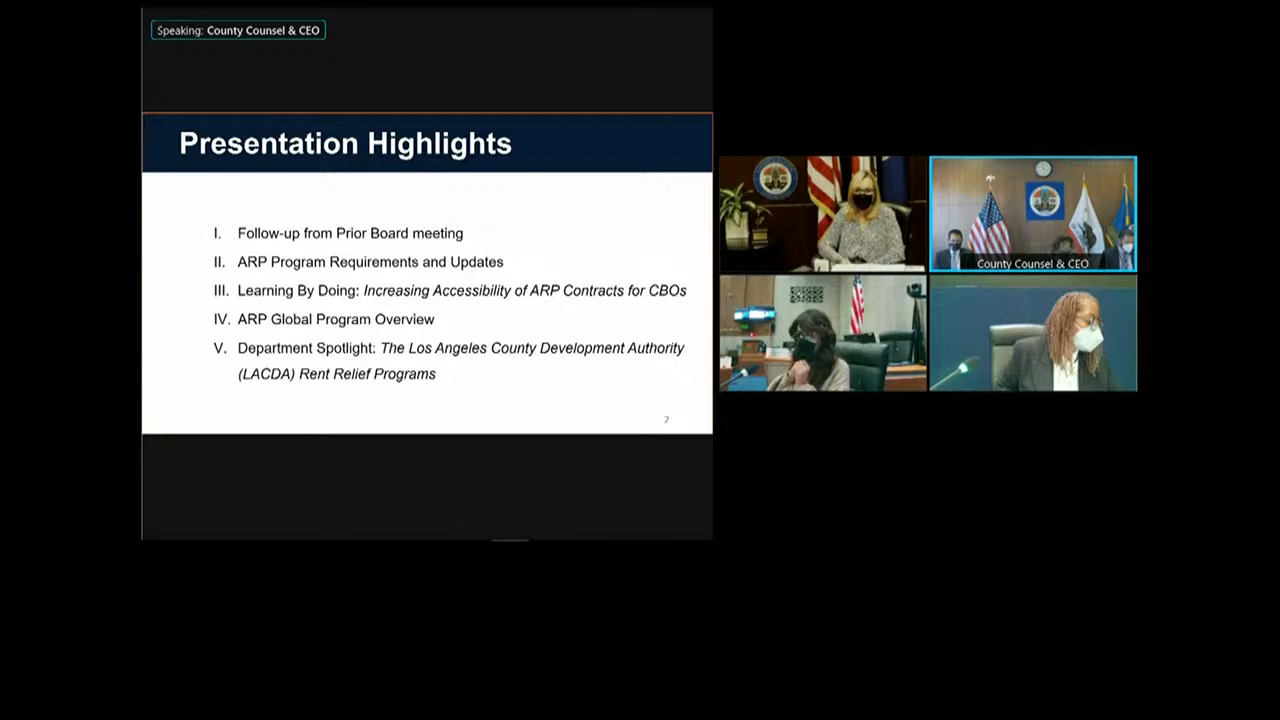 Speaking: County Counsel & CEO
Presentation Highlights
I. Follow-up from Prior Board meeting
II. ARP Program Requirements and Updates
III. Learning By Doing: Increasing Accessibility of ARP Contracts for CBOs
IV. ARP Global Program Overview
V. Department Spotlight: The Los Angeles County Development Authority
(LACDA) Rent Relief Programs
7
County Counsel & CEO